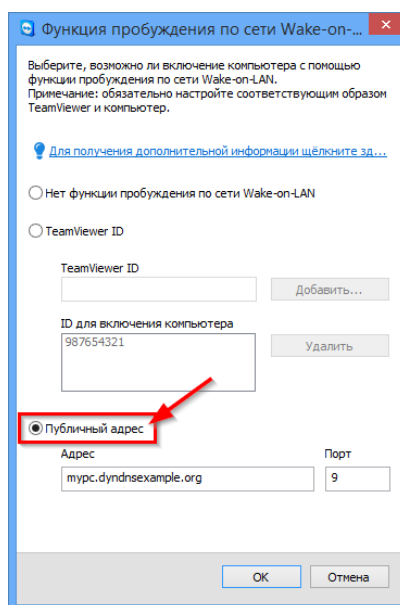 Функция пробуждения по сети Wake-on-...
Выберите, возможно ли включение компьютера с помощью
функции пробуждения по сети Wake-on-LAN.
Примечание: обязательно настройте соответствующим образом
TeamViewer и компьютер.
Для получения дополнительной информации щёлкните зд...
Нет функции пробуждения по сети Wake-on-LAN
TeamViewer ID
TeamViewer ID
Добавить...
ID для включения компьютера
987654321
Удалить
Публичный адрес
Адрес Порт
mypc.dyndnsexample.org 9
OK Отмена